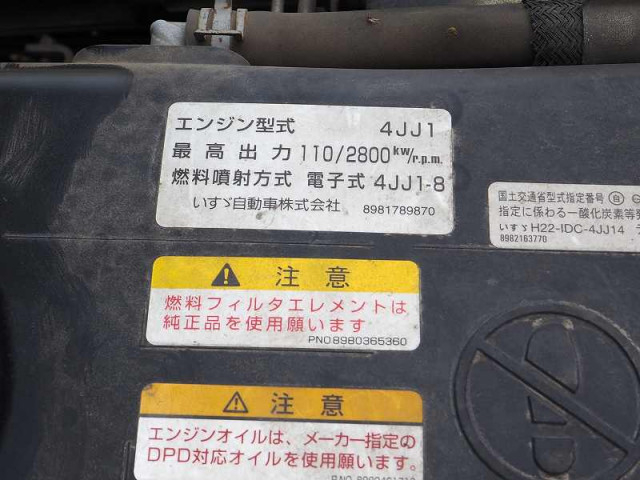 エンジン型式 4JJ1
最高出力 110/2800 kw/r.p.m.
燃料噴射方式 電子式 4JJ1-8
いすゞ自動車株式会社 8981789870
国土交通省型式指定番号
指定に係わる一酸化炭素等
いすゞH22-IDC-4JJ14
8982163770
注意
燃料フィルタエレメントは
純正品を使用願います
PNO.8980365360
注意
エンジンオイルは、メーカー指定の
DPD対応オイルを使用願います。